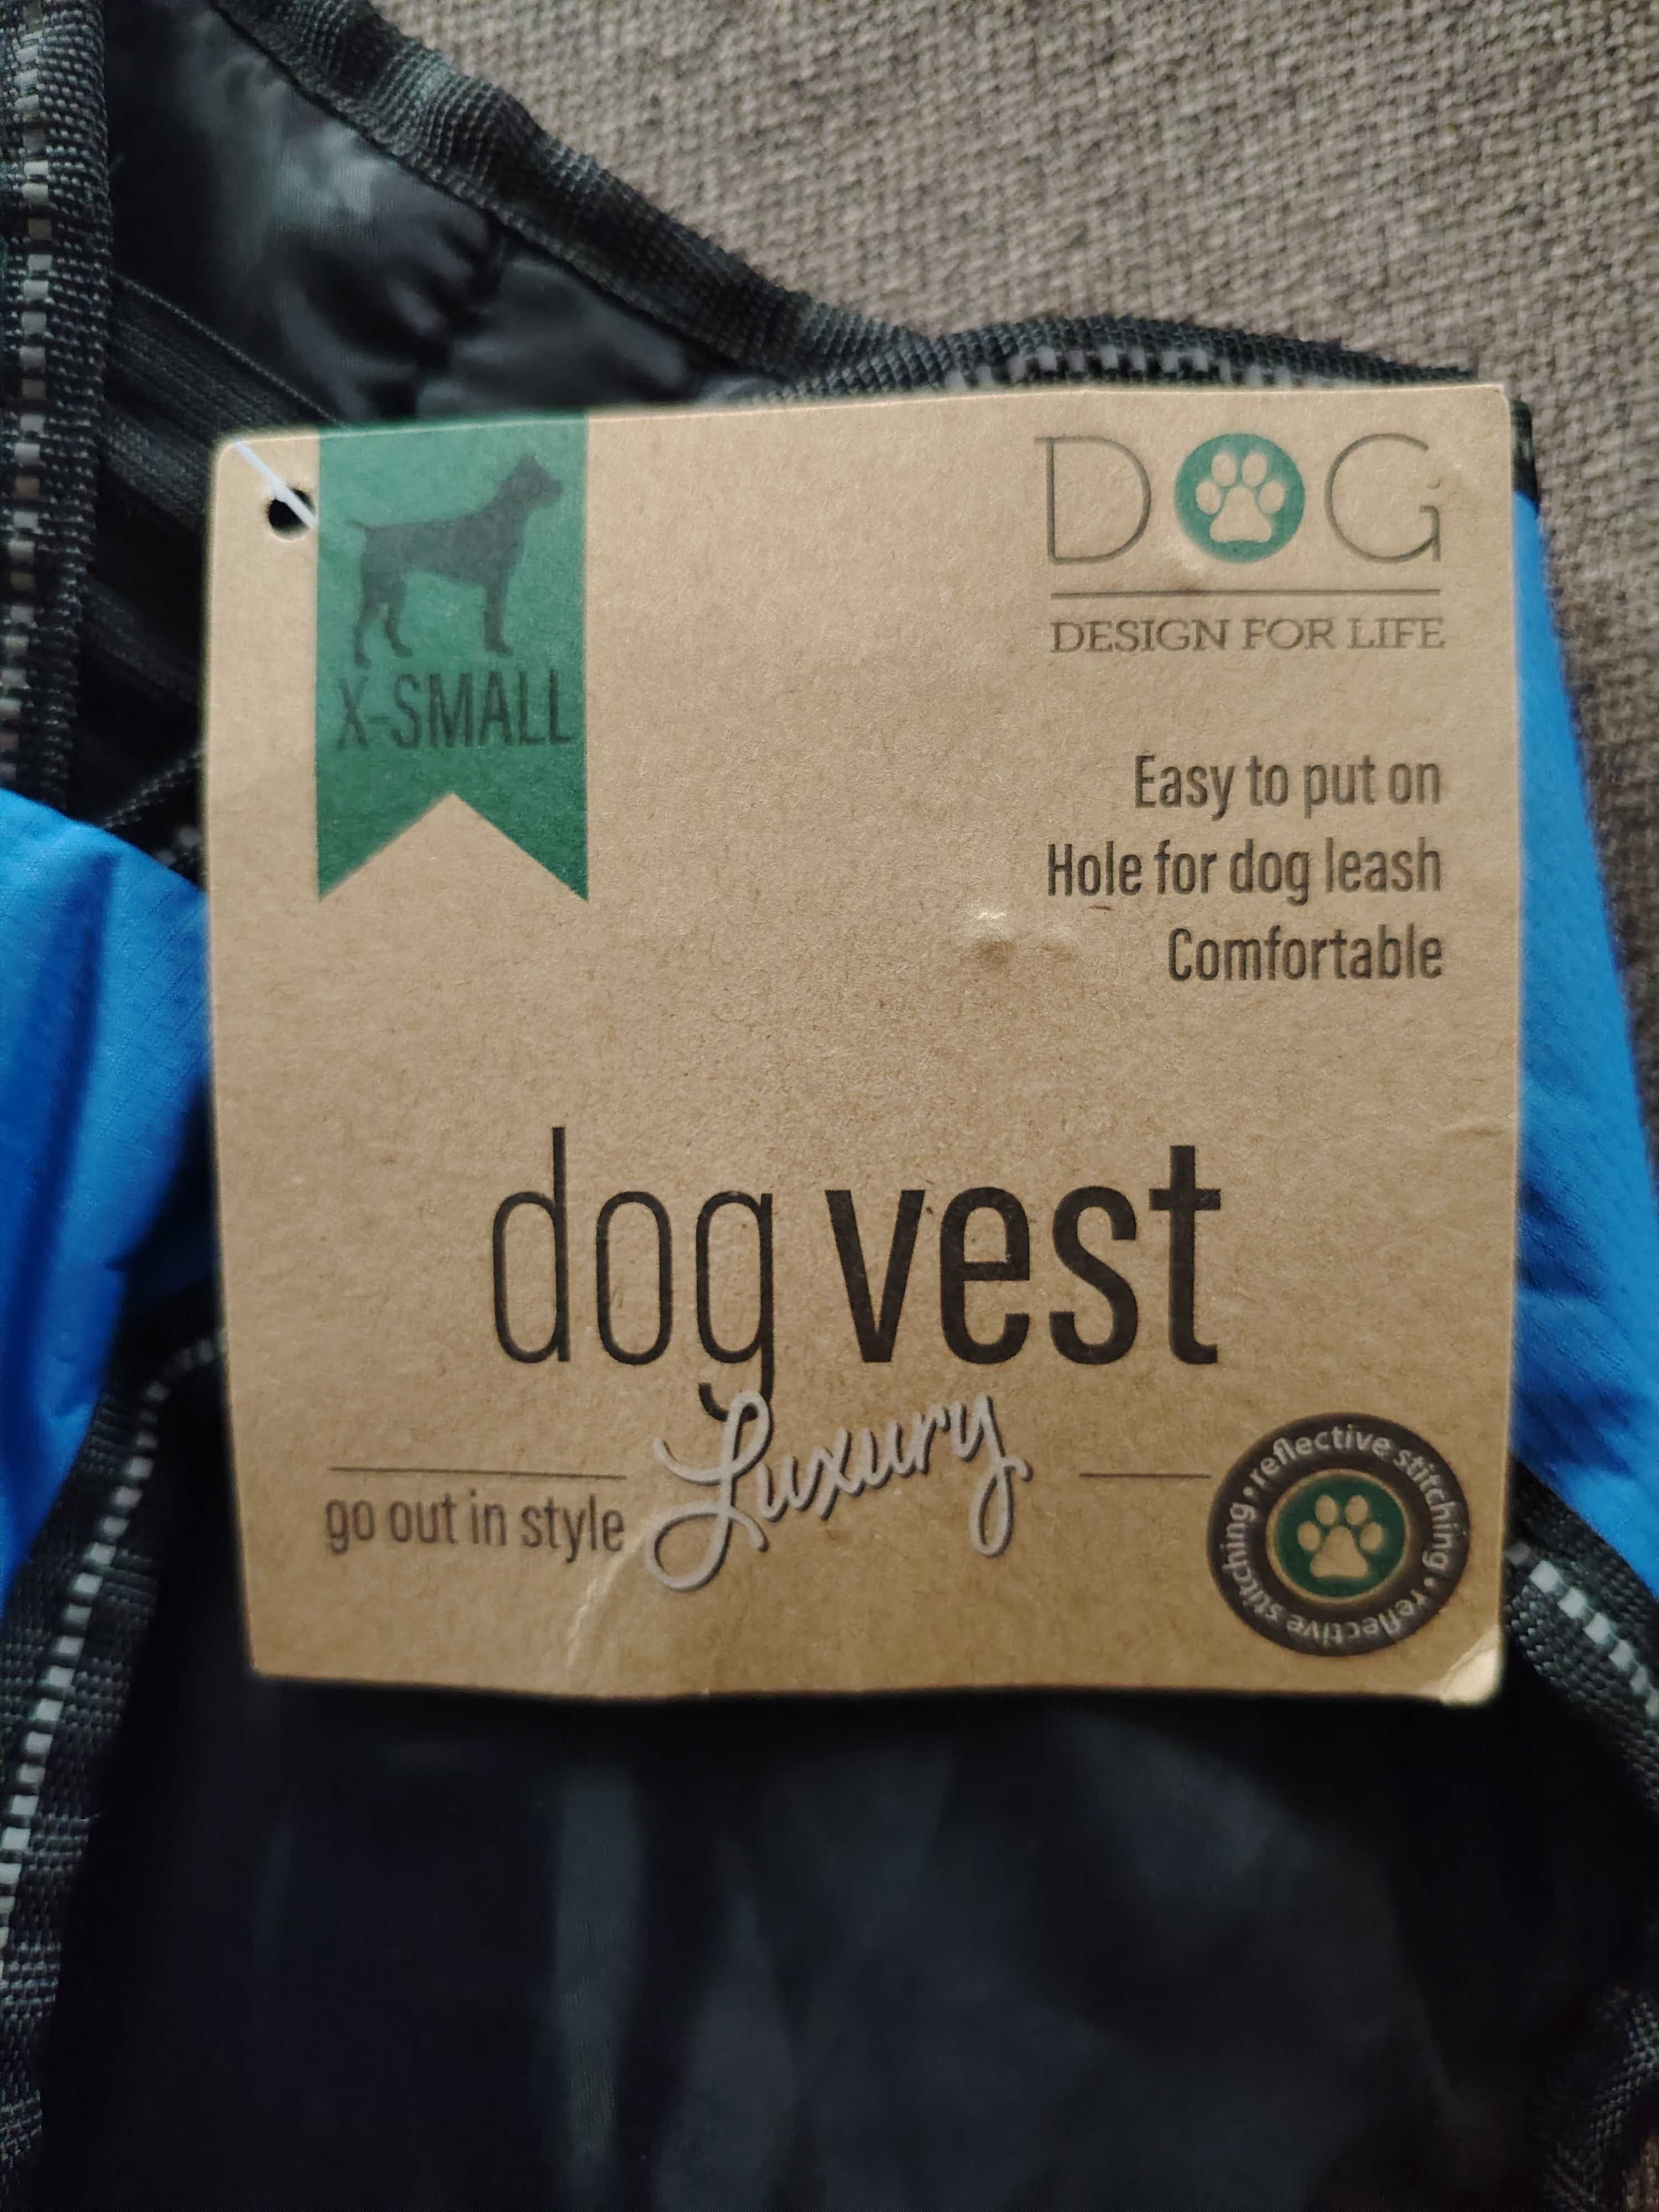 X-SMALL
DOG
DESIGN FOR LIFE
Easy to put on
Hole for dog leash
Comfortable
dog vest
Luxury
go out in style
reflective stitching • reflective stitching •